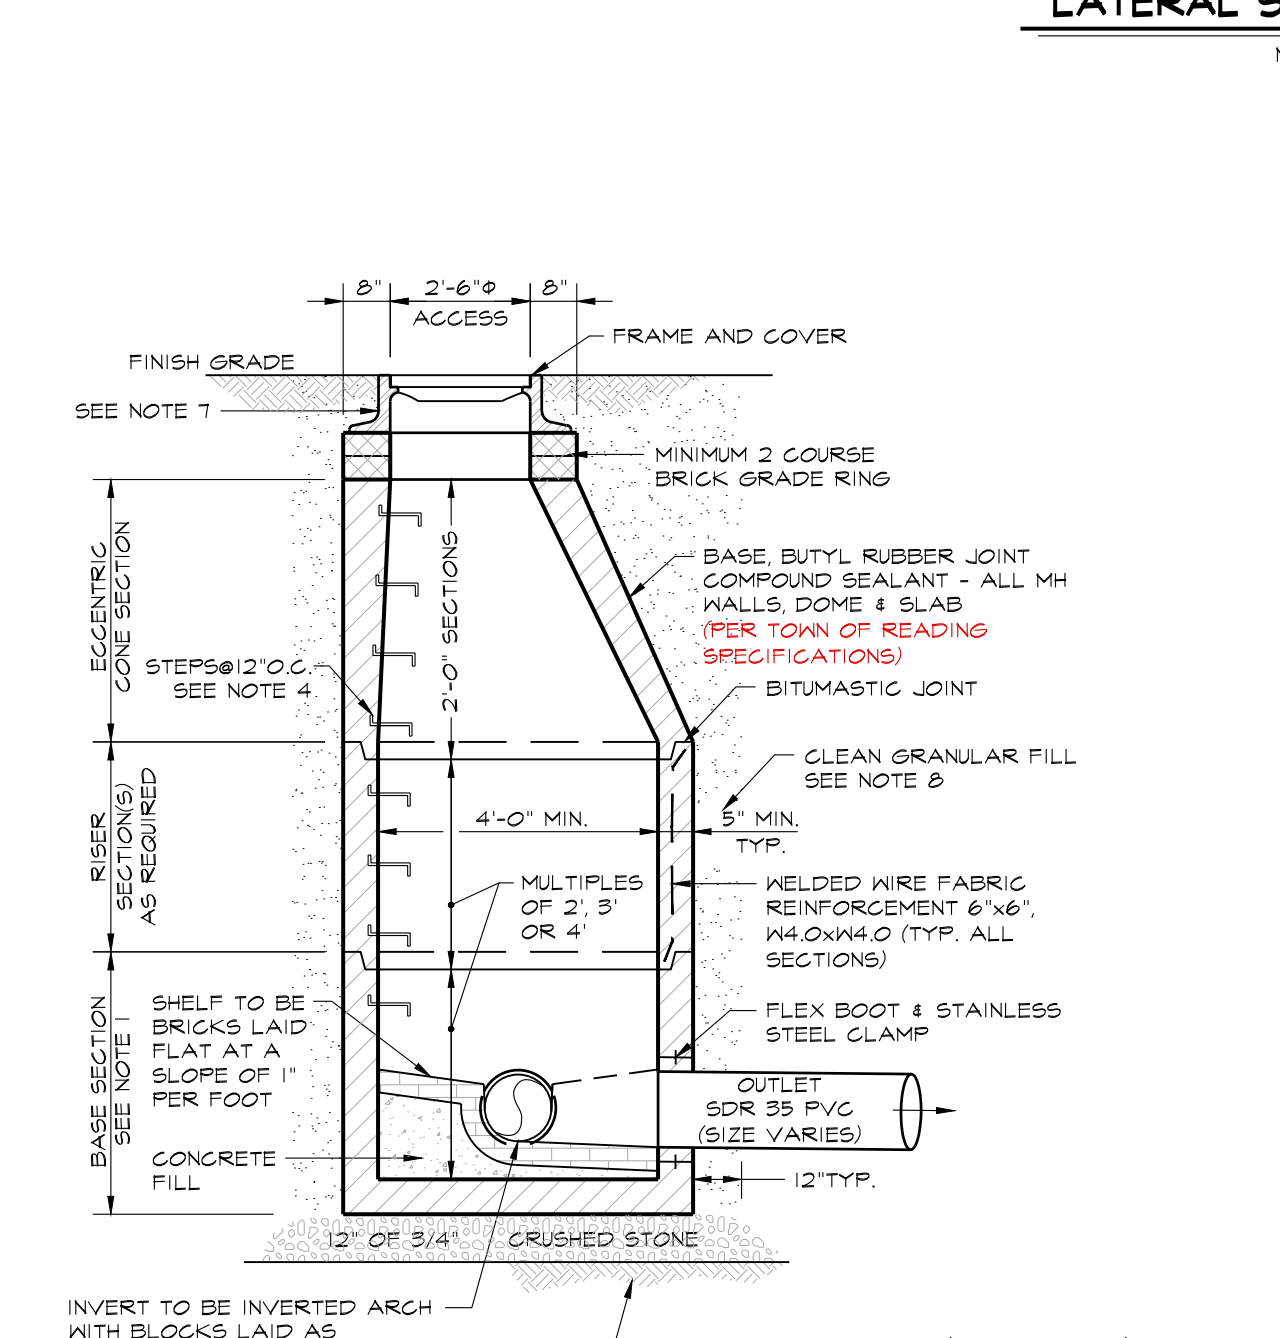 LATERAL S
8"
2'-6"Φ
8"
ACCESS
FRAME AND COVER
FINISH GRADE
SEE NOTE 7
MINIMUM 2 COURSE
BRICK GRADE RING
ECCENTRIC
CONE SECTION
2'-0" SECTIONS
BASE, BUTYL RUBBER JOINT
COMPOUND SEALANT - ALL MH
WALLS, DOME & SLAB
(PER TOWN OF READING
SPECIFICATIONS)
STEPS@12"O.C.
SEE NOTE 4
BITUMASTIC JOINT
CLEAN GRANULAR FILL
SEE NOTE 8
RISER
SECTION(S)
AS REQUIRED
4'-0" MIN.
5" MIN.
TYP.
MULTIPLES
OF 2', 3'
OR 4'
WELDED WIRE FABRIC
REINFORCEMENT 6"x6",
W4.0xW4.0 (TYP. ALL
SECTIONS)
BASE SECTION
SEE NOTE 1
SHELF TO BE
BRICKS LAID
FLAT AT A
SLOPE OF 1"
PER FOOT
FLEX BOOT & STAINLESS
STEEL CLAMP
OUTLET
SDR 35 PVC
(SIZE VARIES)
CONCRETE
FILL
12"TYP.
12" OF 3/4" CRUSHED STONE
INVERT TO BE INVERTED ARCH
WITH BLOCKS LAID AS